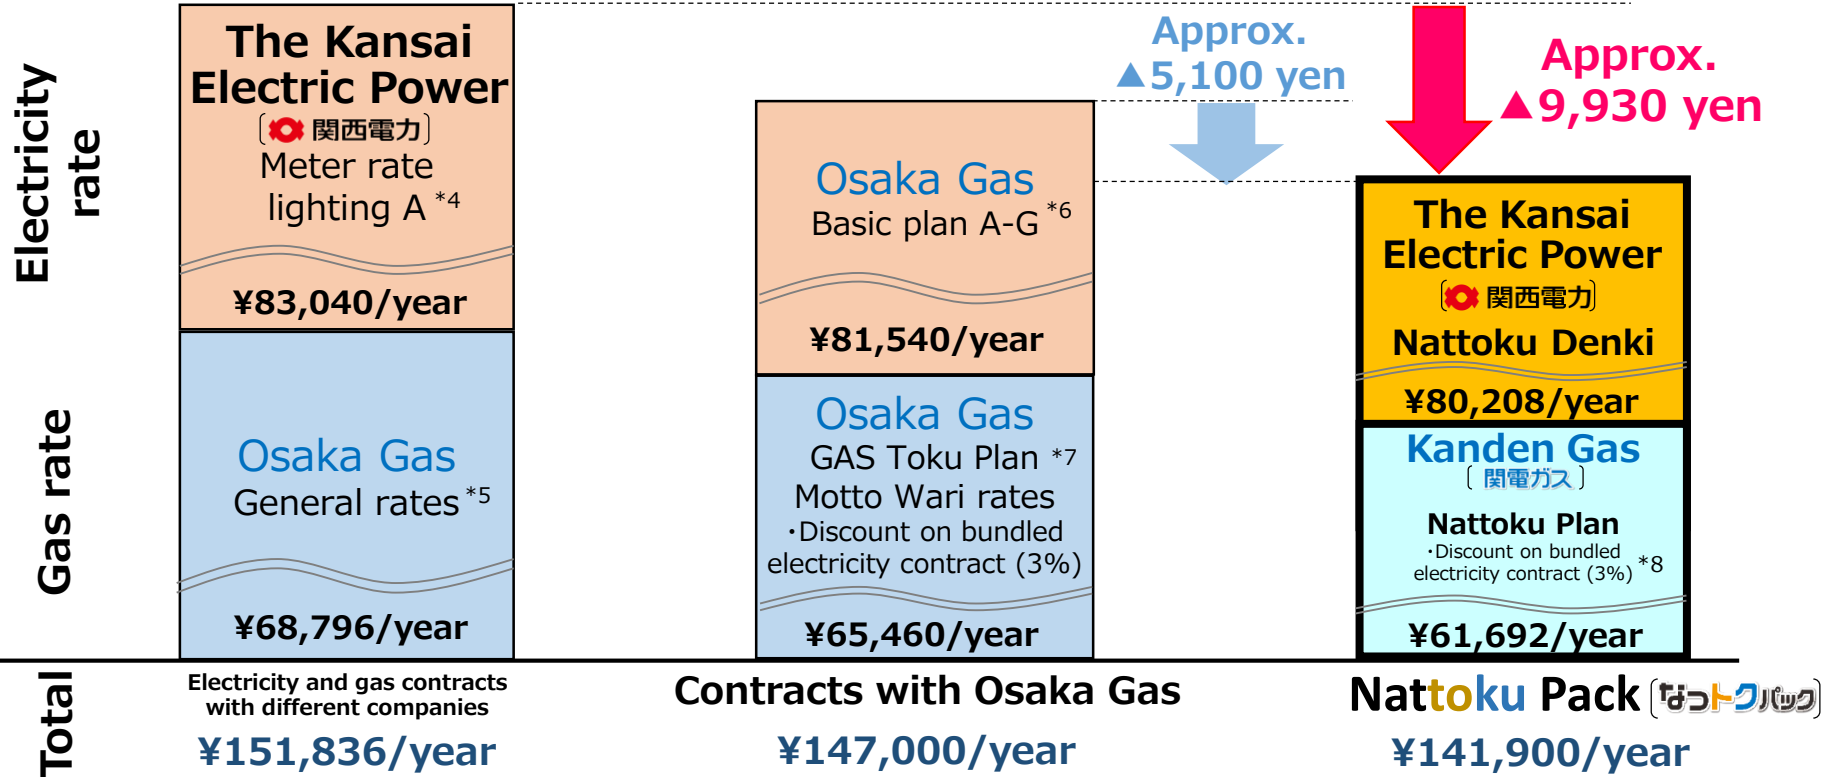 Electricity
rate
Gas rate
Total
The Kansai
Electric Power
[関西電力]
Meter rate
lighting A *4
¥83,040/year
Osaka Gas
General rates *5
¥68,796/year
Electricity and gas contracts
with different companies
¥151,836/year
Osaka Gas
Basic plan A-G *6
¥81,540/year
Osaka Gas
GAS Toku Plan *7
Motto Wari rates
・Discount on bundled
electricity contract (3%)
¥65,460/year
Contracts with Osaka Gas
¥147,000/year
Approx.
▲5,100 yen
Approx.
▲9,930 yen
The Kansai
Electric Power
[関西電力]
Nattoku Denki
¥80,208/year
Kanden Gas
[関電ガス]
Nattoku Plan
・Discount on bundled
electricity contract (3%) *8
¥61,692/year
Nattoku Pack [なっトクパック]
¥141,900/year